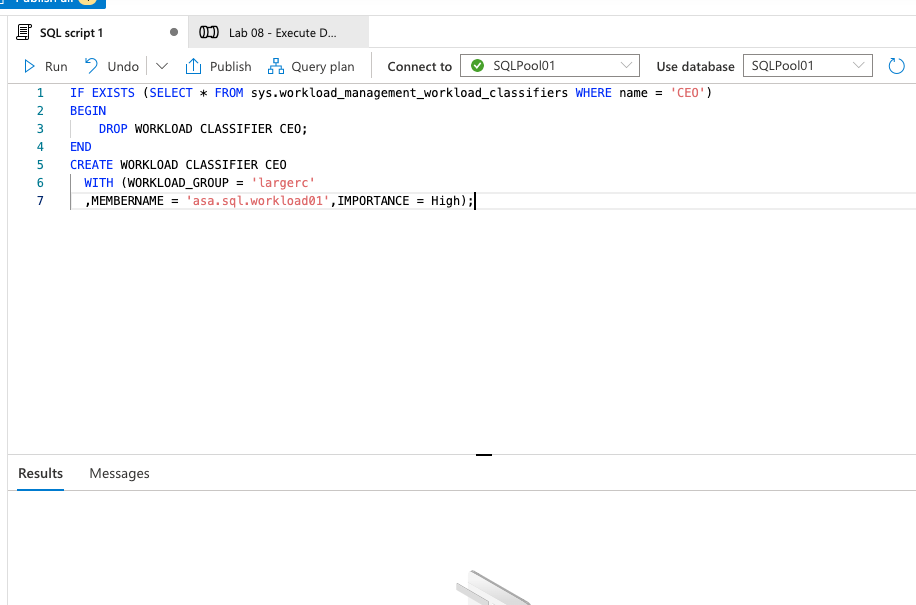 SQL script 1
Lab 08 - Execute D...
Run Undo Publish Query plan Connect to SQLPool01 Use database SQLPool01
1 IF EXISTS (SELECT * FROM sys.workload_management_workload_classifiers WHERE name = 'CEO')
2 BEGIN
3 DROP WORKLOAD CLASSIFIER CEO;
4 END
5 CREATE WORKLOAD CLASSIFIER CEO
6 WITH (WORKLOAD_GROUP = 'largerc'
7 ,MEMBERNAME = 'asa.sql.workload01',IMPORTANCE = High);
Results Messages